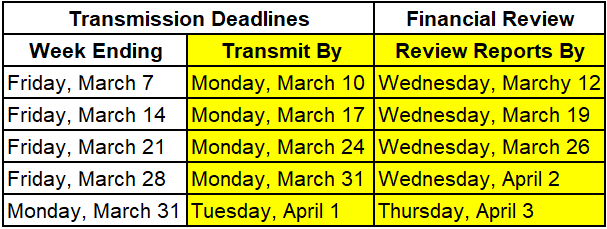 Transmission Deadlines Financial Review
Week Ending Transmit By Review Reports By
Friday, March 7 Monday, March 10 Wednesday, Marchy 12
Friday, March 14 Monday, March 17 Wednesday, March 19
Friday, March 21 Monday, March 24 Wednesday, March 26
Friday, March 28 Monday, March 31 Wednesday, April 2
Monday, March 31 Tuesday, April 1 Thursday, April 3